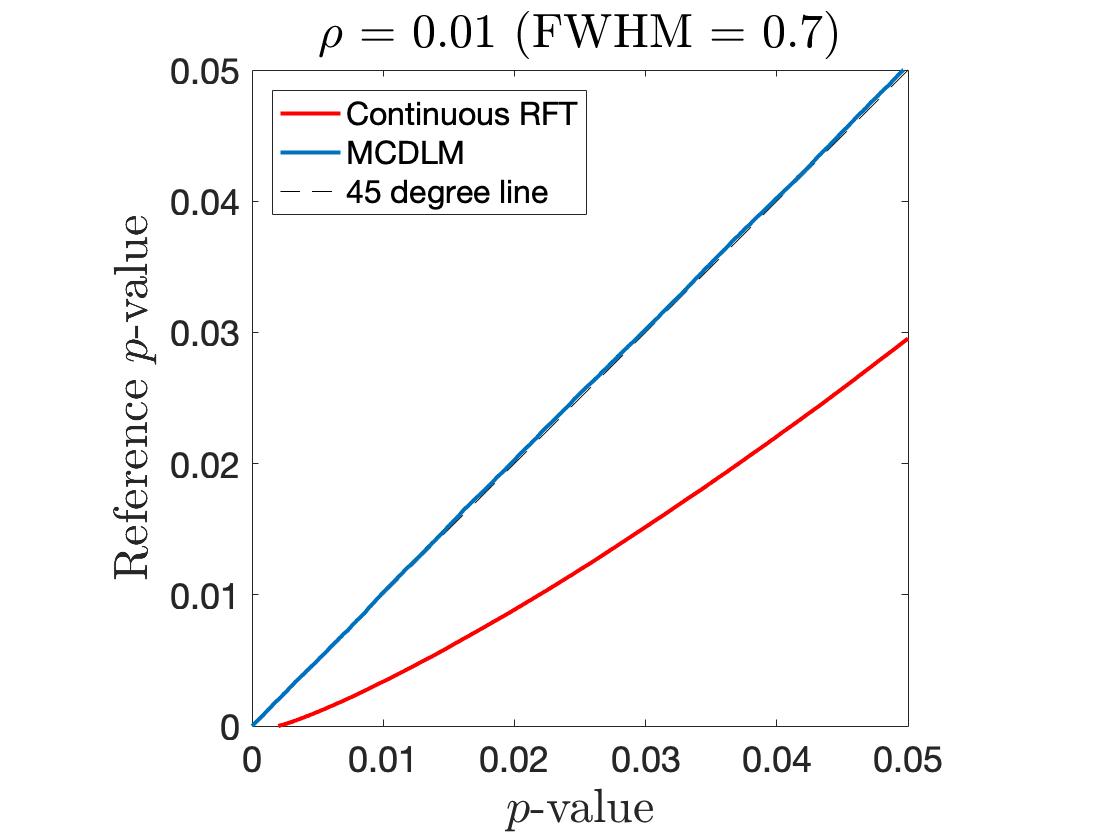 ρ = 0.01 (FWHM = 0.7)
0.05
0.04
0.03
0.02
0.01
0
Continuous RFT
MCDLM
45 degree line
Reference p-value
0 0.01 0.02 0.03 0.04 0.05
p-value